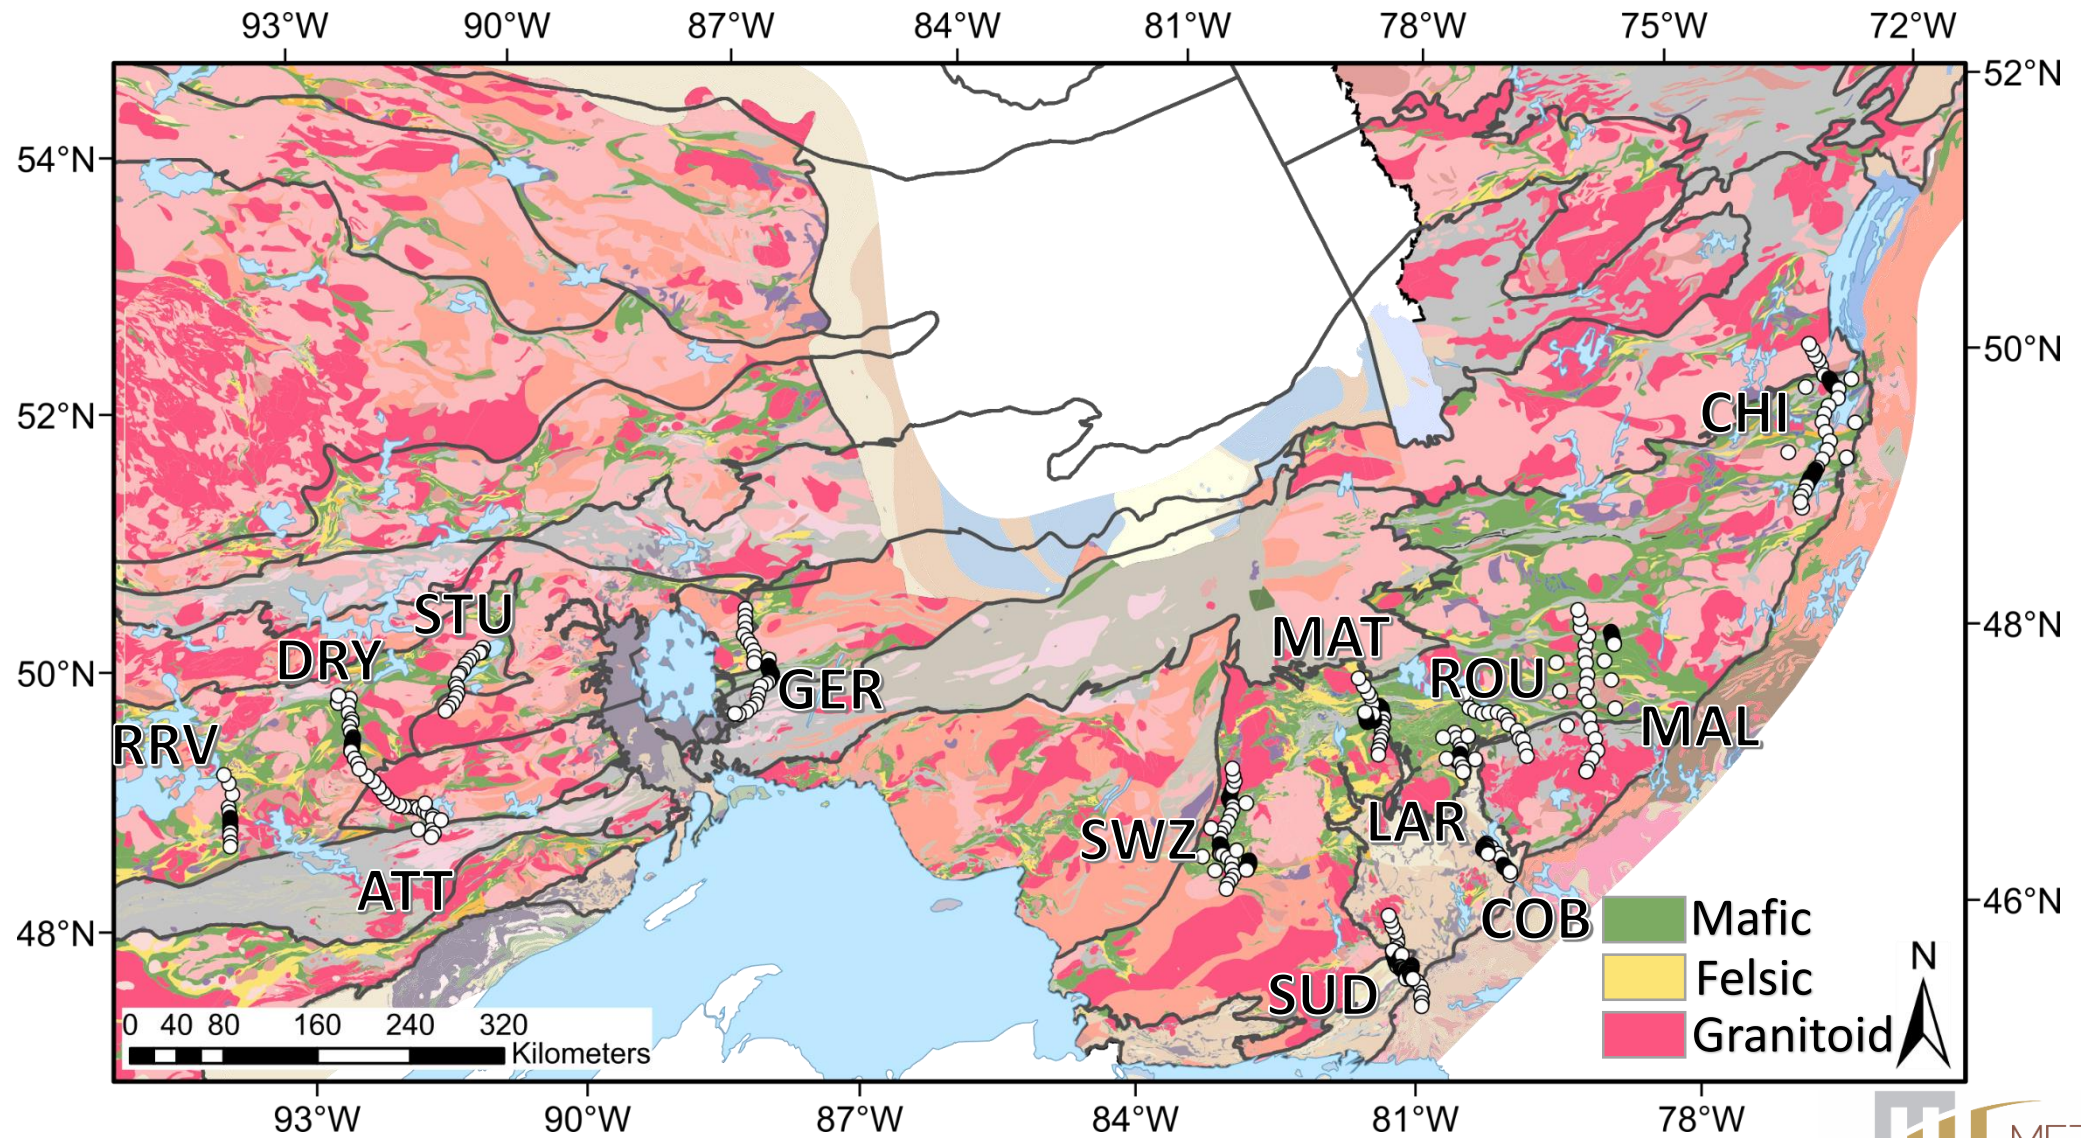 93°W 90°W 87°W 84°W 81°W 78°W 75°W 72°W
52°N
54°N
50°N
CHI
52°N
STU
48°N
MAT
DRY
50°N
ROU
GER
MAL
RRV
LAR
SWZ
ATT
46°N
COB
Mafic
48°N
N
Felsic
SUD
0 40 80 160 240 320
Granitoid
Kilometers
93°W 90°W 87°W 84°W 81°W 78°W